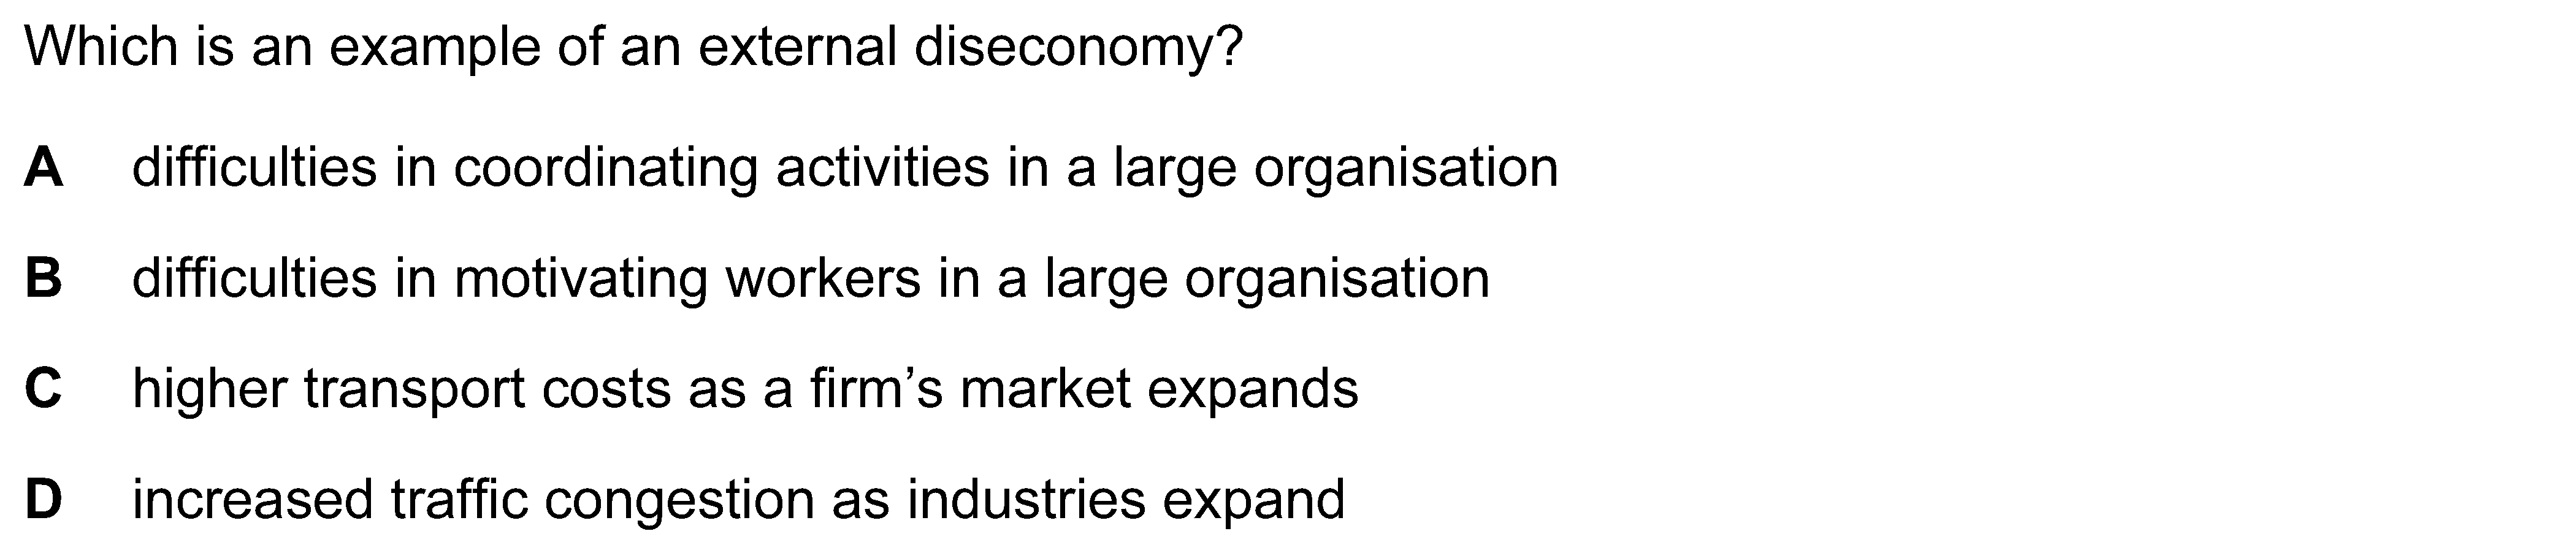 Which is an example of an external diseconomy?
A difficulties in coordinating activities in a large organisation
B difficulties in motivating workers in a large organisation
C higher transport costs as a firm’s market expands
D increased traffic congestion as industries expand